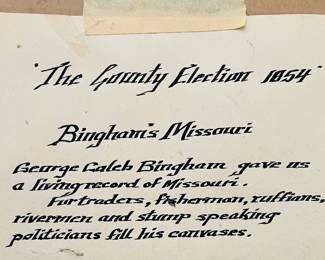 "The County Election 1854"
Bingham's Missouri
George Caleb Bingham gave us
a living record of Missouri.
Fur traders, fisherman, ruffians,
rivermen and stump speaking
politicians fill his canvases.